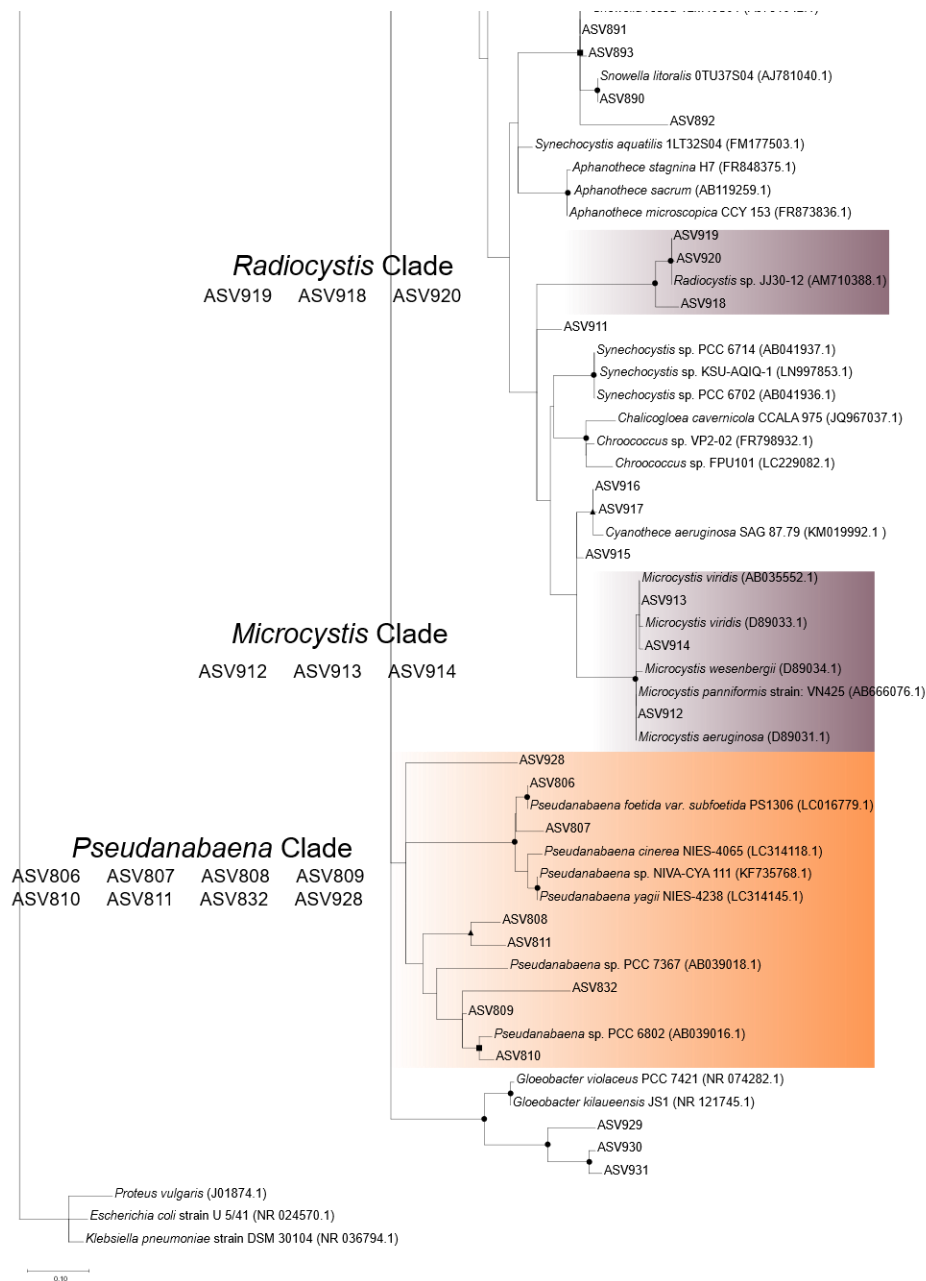 ASV891
ASV893
Snowella litoralis 0TU37S04 (AJ781040.1)
ASV890
ASV892
Synechocystis aquatilis 1LT32S04 (FM177503.1)
Aphanothece stagnina H7 (FR848375.1)
Aphanothece sacrum (AB119259.1)
Aphanothece microscopica CCY 153 (FR873836.1)
ASV919
ASV920
Radiocystis sp. JJ30-12 (AM710388.1)
ASV918
Radiocystis Clade
ASV919 ASV918 ASV920
ASV911
Synechocystis sp. PCC 6714 (AB041937.1)
Synechocystis sp. KSU-AQIQ-1 (LN997853.1)
Synechocystis sp. PCC 6702 (AB041936.1)
Chalicogloea cavernicola CCALA 975 (JQ967037.1)
Chroococcus sp. VP2-02 (FR798932.1)
Chroococcus sp. FPU101 (LC229082.1)
ASV916
ASV917
Cyanothece aeruginosa SAG 87.79 (KM019992.1 )
ASV915
Microcystis viridis (AB035552.1)
ASV913
Microcystis viridis (D89033.1)
ASV914
Microcystis wesenbergii (D89034.1)
Microcystis panniformis strain: VN425 (AB666076.1)
ASV912
Microcystis aeruginosa (D89031.1)
Microcystis Clade
ASV912 ASV913 ASV914
ASV928
ASV806
Pseudanabaena foetida var. subfoetida PS1306 (LC016779.1)
ASV807
Pseudanabaena cinerea NIES-4065 (LC314118.1)
Pseudanabaena sp. NIVA-CYA 111 (KF735768.1)
Pseudanabaena yagii NIES-4238 (LC314145.1)
ASV808
ASV811
Pseudanabaena sp. PCC 7367 (AB039018.1)
ASV832
ASV809
Pseudanabaena sp. PCC 6802 (AB039016.1)
ASV810
Pseudanabaena Clade
ASV806 ASV807 ASV808 ASV809
ASV810 ASV811 ASV832 ASV928
Gloeobacter violaceus PCC 7421 (NR 074282.1)
Gloeobacter kilaueensis JS1 (NR 121745.1)
ASV929
ASV930
ASV931
Proteus vulgaris (J01874.1)
Escherichia coli strain U 5/41 (NR 024570.1)
Klebsiella pneumoniae strain DSM 30104 (NR 036794.1)
0.10